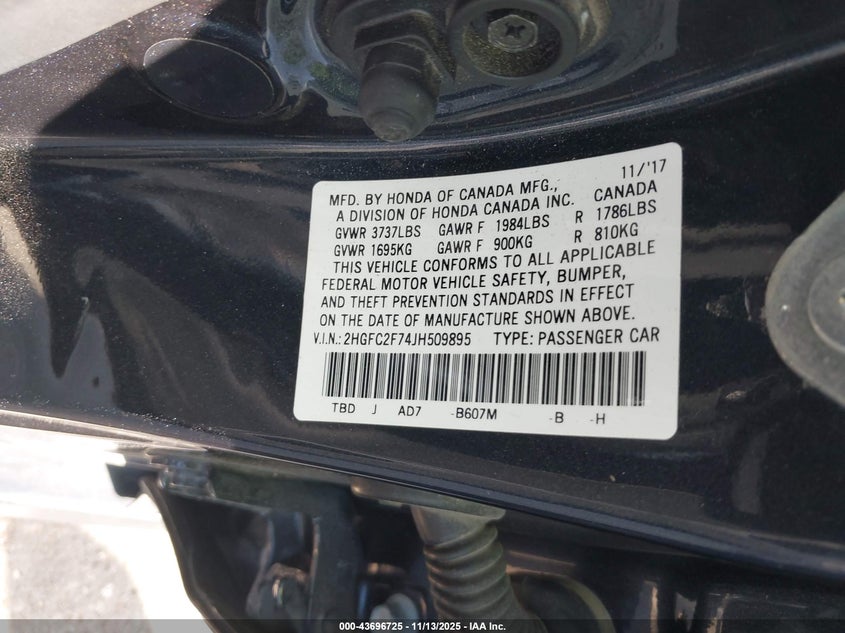 11/'17
MFD. BY HONDA OF CANADA MFG.,
A DIVISION OF HONDA CANADA INC. CANADA
GVWR 3737LBS GAWR F 1984LBS R 1786LBS
GVWR 1695KG GAWR F 900KG R 810KG
THIS VEHICLE CONFORMS TO ALL APPLICABLE
FEDERAL MOTOR VEHICLE SAFETY, BUMPER,
AND THEFT PREVENTION STANDARDS IN EFFECT
ON THE DATE OF MANUFACTURE SHOWN ABOVE.
V.I.N.: 2HGFC2F74JH509895 TYPE: PASSENGER CAR
TBD J AD7 -B607M -B -H
000-43696725 - 11/13/2025 - IAA Inc.